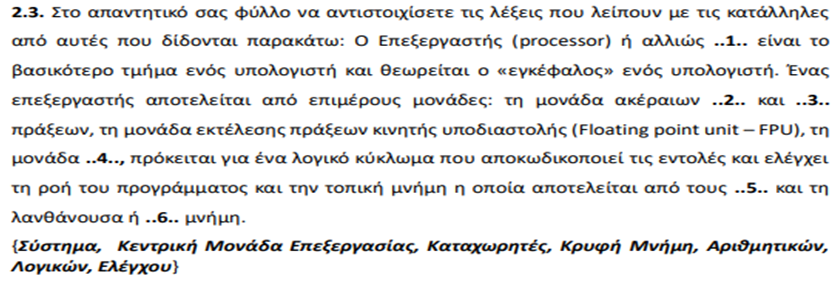 2.3. Στο απαντητικό σας φύλλο να αντιστοιχίσετε τις λέξεις που λείπουν με τις κατάλληλες
από αυτές που δίδονται παρακάτω: Ο Επεξεργαστής (processor) ή αλλιώς ..1.. είναι το
βασικότερο τμήμα ενός υπολογιστή και θεωρείται ο «εγκέφαλος» ενός υπολογιστή. Ένας
επεξεργαστής αποτελείται από επιμέρους μονάδες: τη μονάδα ακέραιων ..2.. και ..3..
πράξεων, τη μονάδα εκτέλεσης πράξεων κινητής υποδιαστολής (Floating point unit – FPU), τη
μονάδα ..4.., πρόκειται για ένα λογικό κύκλωμα που αποκωδικοποιεί τις εντολές και ελέγχει
τη ροή του προγράμματος και την τοπική μνήμη η οποία αποτελείται από τους ..5.. και τη
λανθάνουσα ή ..6.. μνήμη.
{Σύστημα, Κεντρική Μονάδα Επεξεργασίας, Καταχωρητές, Κρυφή Μνήμη, Αριθμητικών,
Λογικών, Ελέγχου}